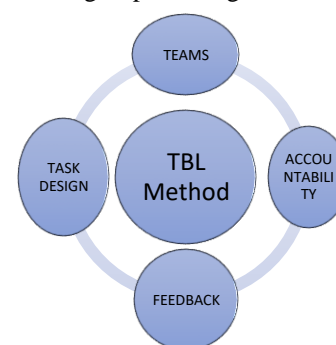 TEAMS
TASK
DESIGN
TBL
Method
ACCOU
NTABILI
TY
FEEDBACK